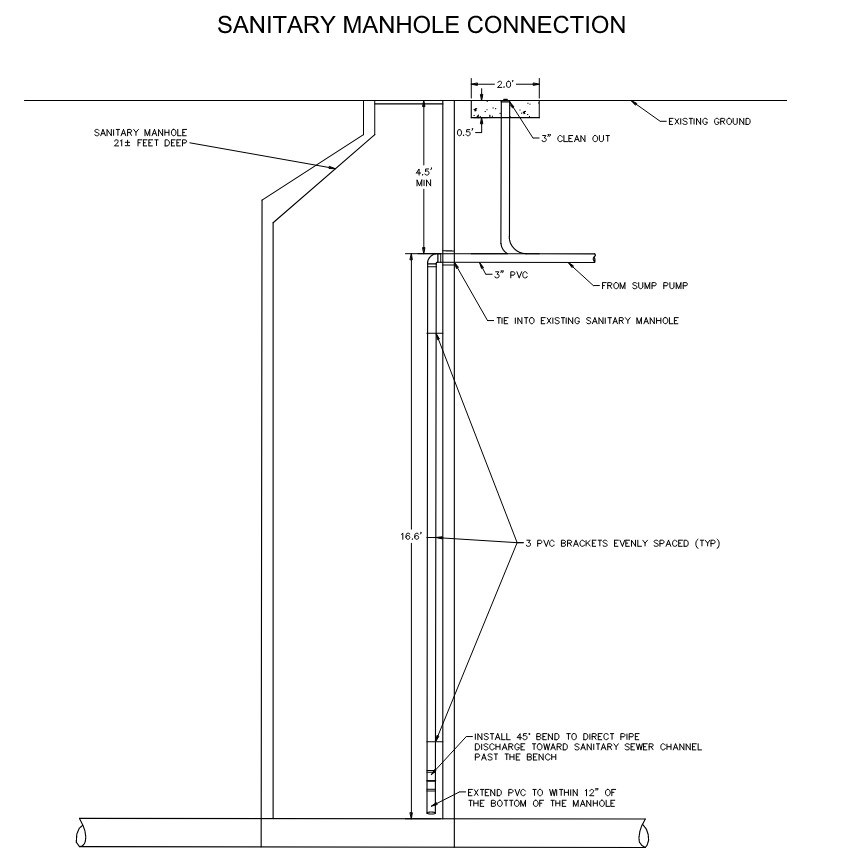 SANITARY MANHOLE CONNECTION
2.0'
SANITARY MANHOLE
21± FEET DEEP
0.5'
3" CLEAN OUT
EXISTING GROUND
4.5'
MIN
3" PVC
FROM SUMP PUMP
TIE INTO EXISTING SANITARY MANHOLE
16.6'
3 PVC BRACKETS EVENLY SPACED (TYP)
INSTALL 45° BEND TO DIRECT PIPE
DISCHARGE TOWARD SANITARY SEWER CHANNEL
PAST THE BENCH
EXTEND PVC TO WITHIN 12" OF
THE BOTTOM OF THE MANHOLE